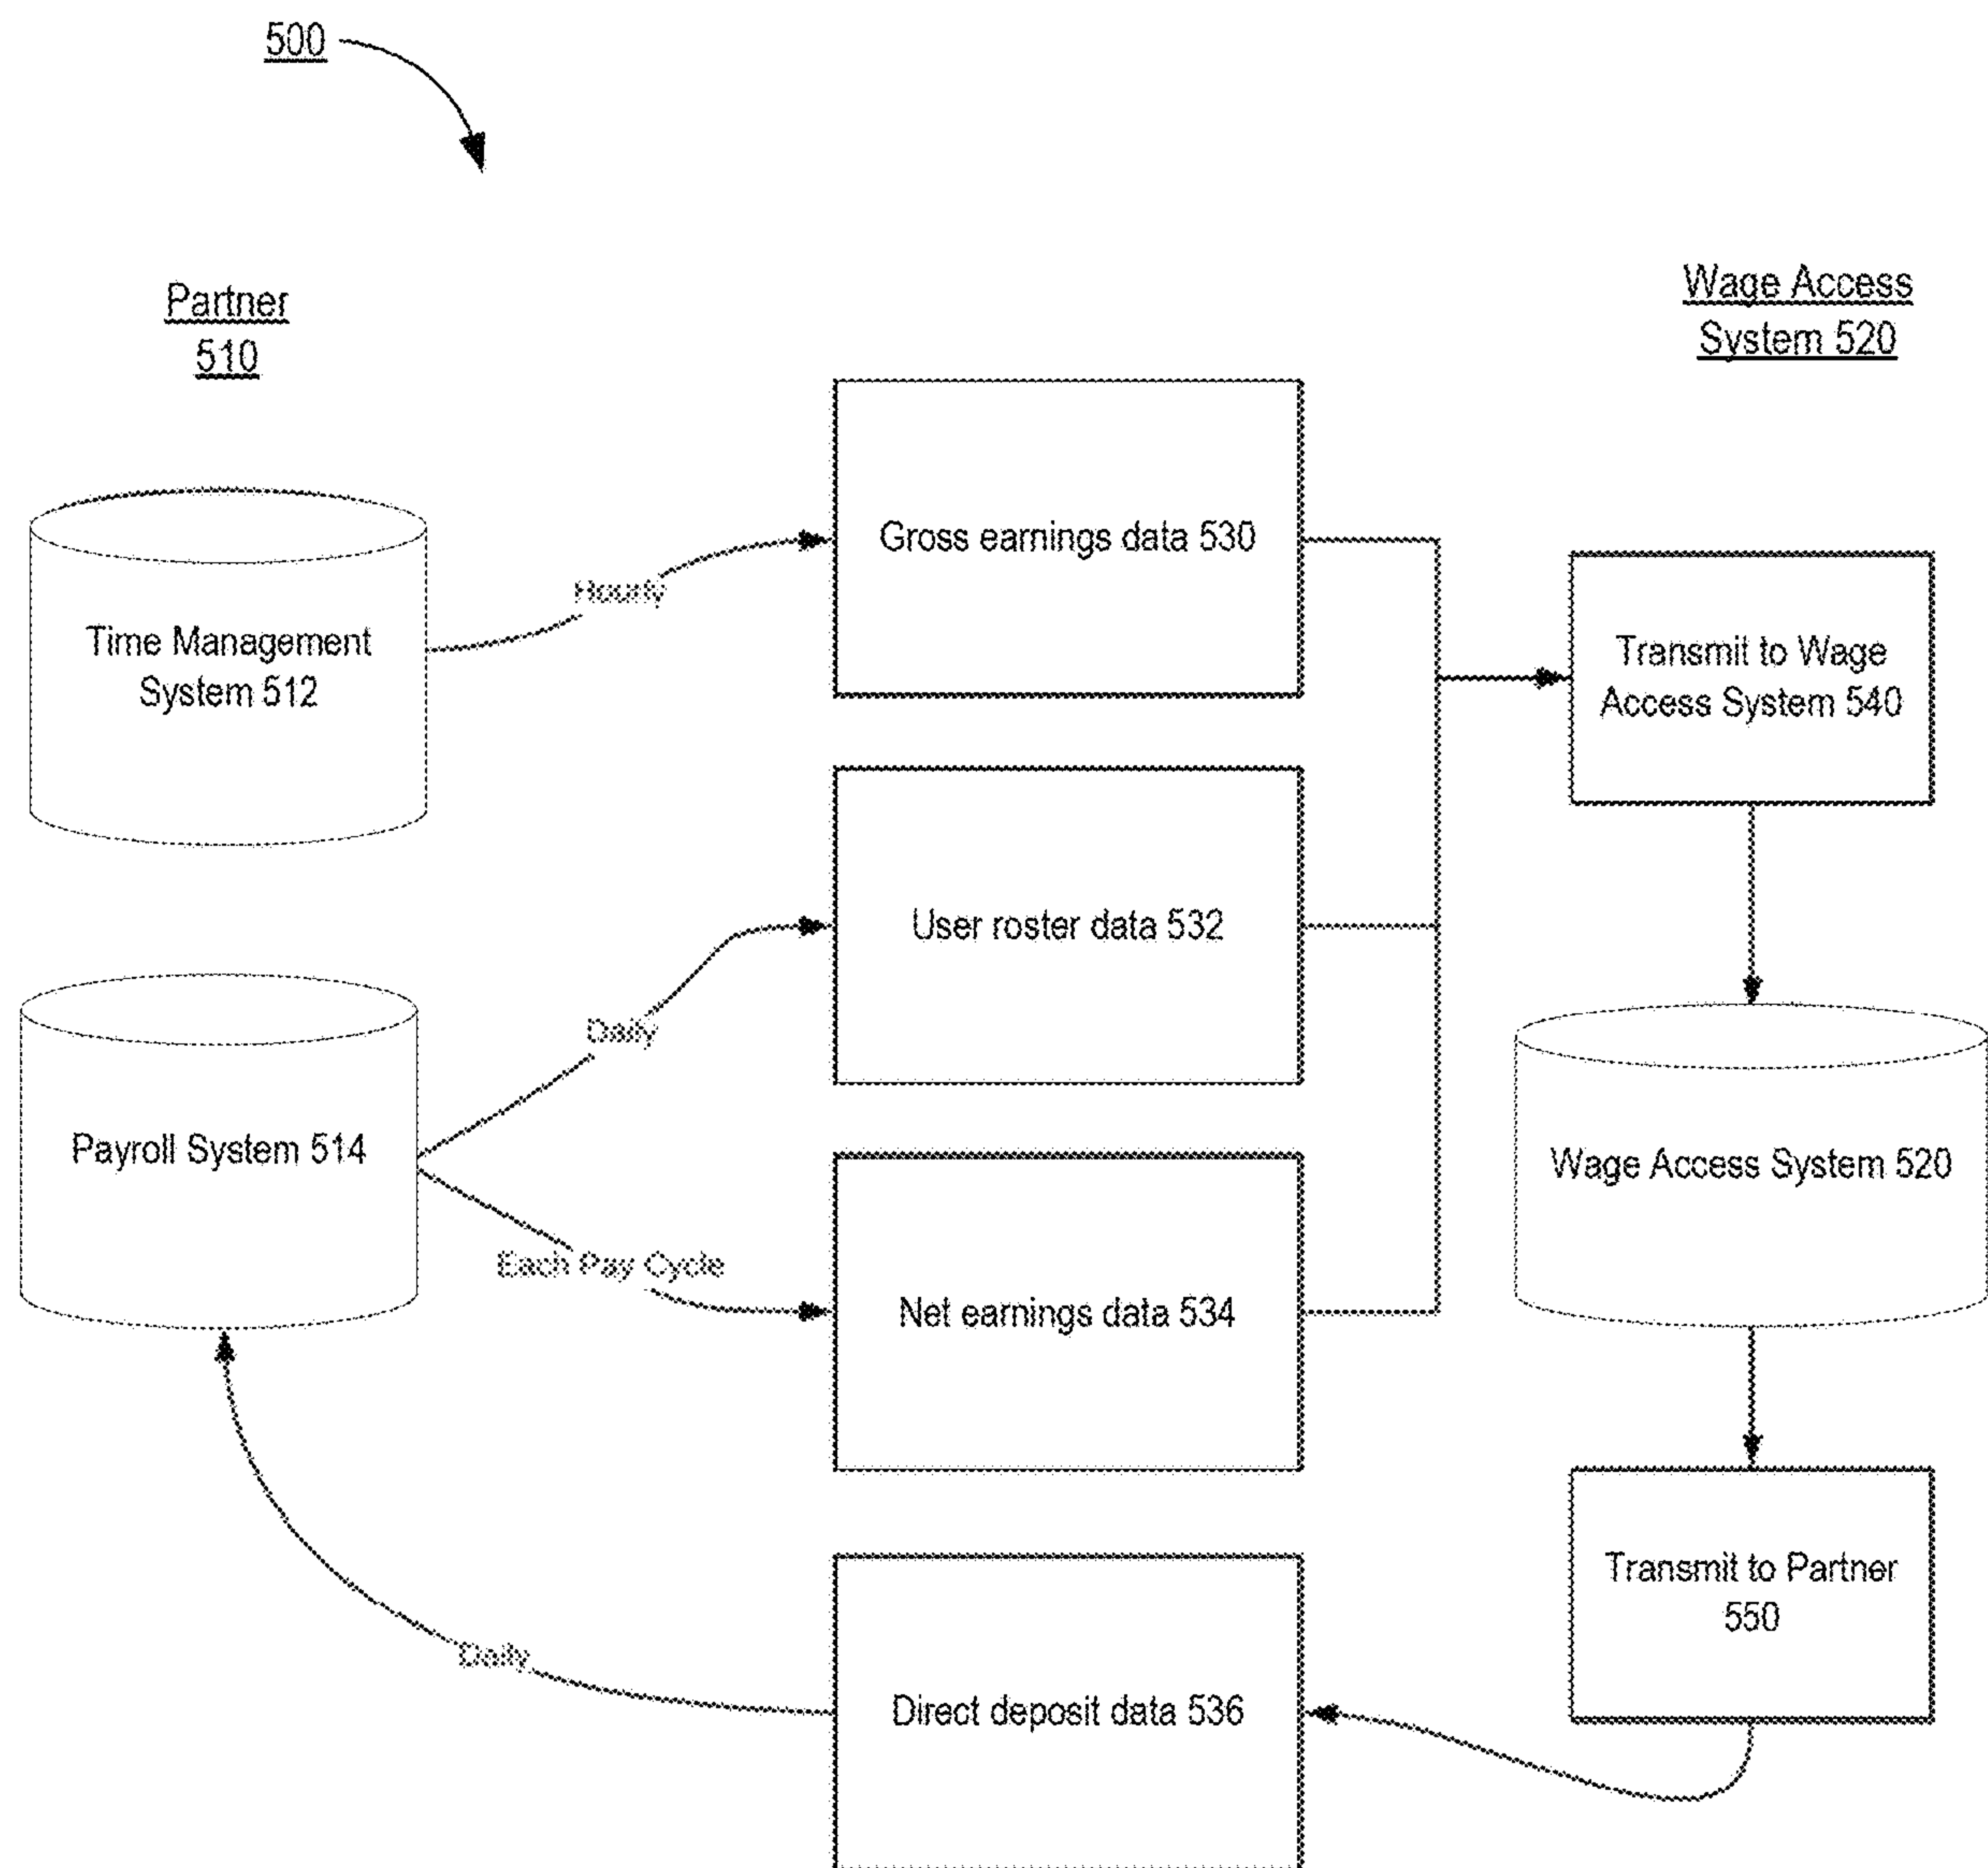 500
Partner
510
Wage Access
System 520
Gross earnings data 530
Time Management
System 512
Hourly
Transmit to Wage
Access System 540
User roster data 532
Daily
Payroll System 514
Wage Access System 520
Each Pay Cycle
Net earnings data 534
Transmit to Partner
550
Daily
Direct deposit data 536